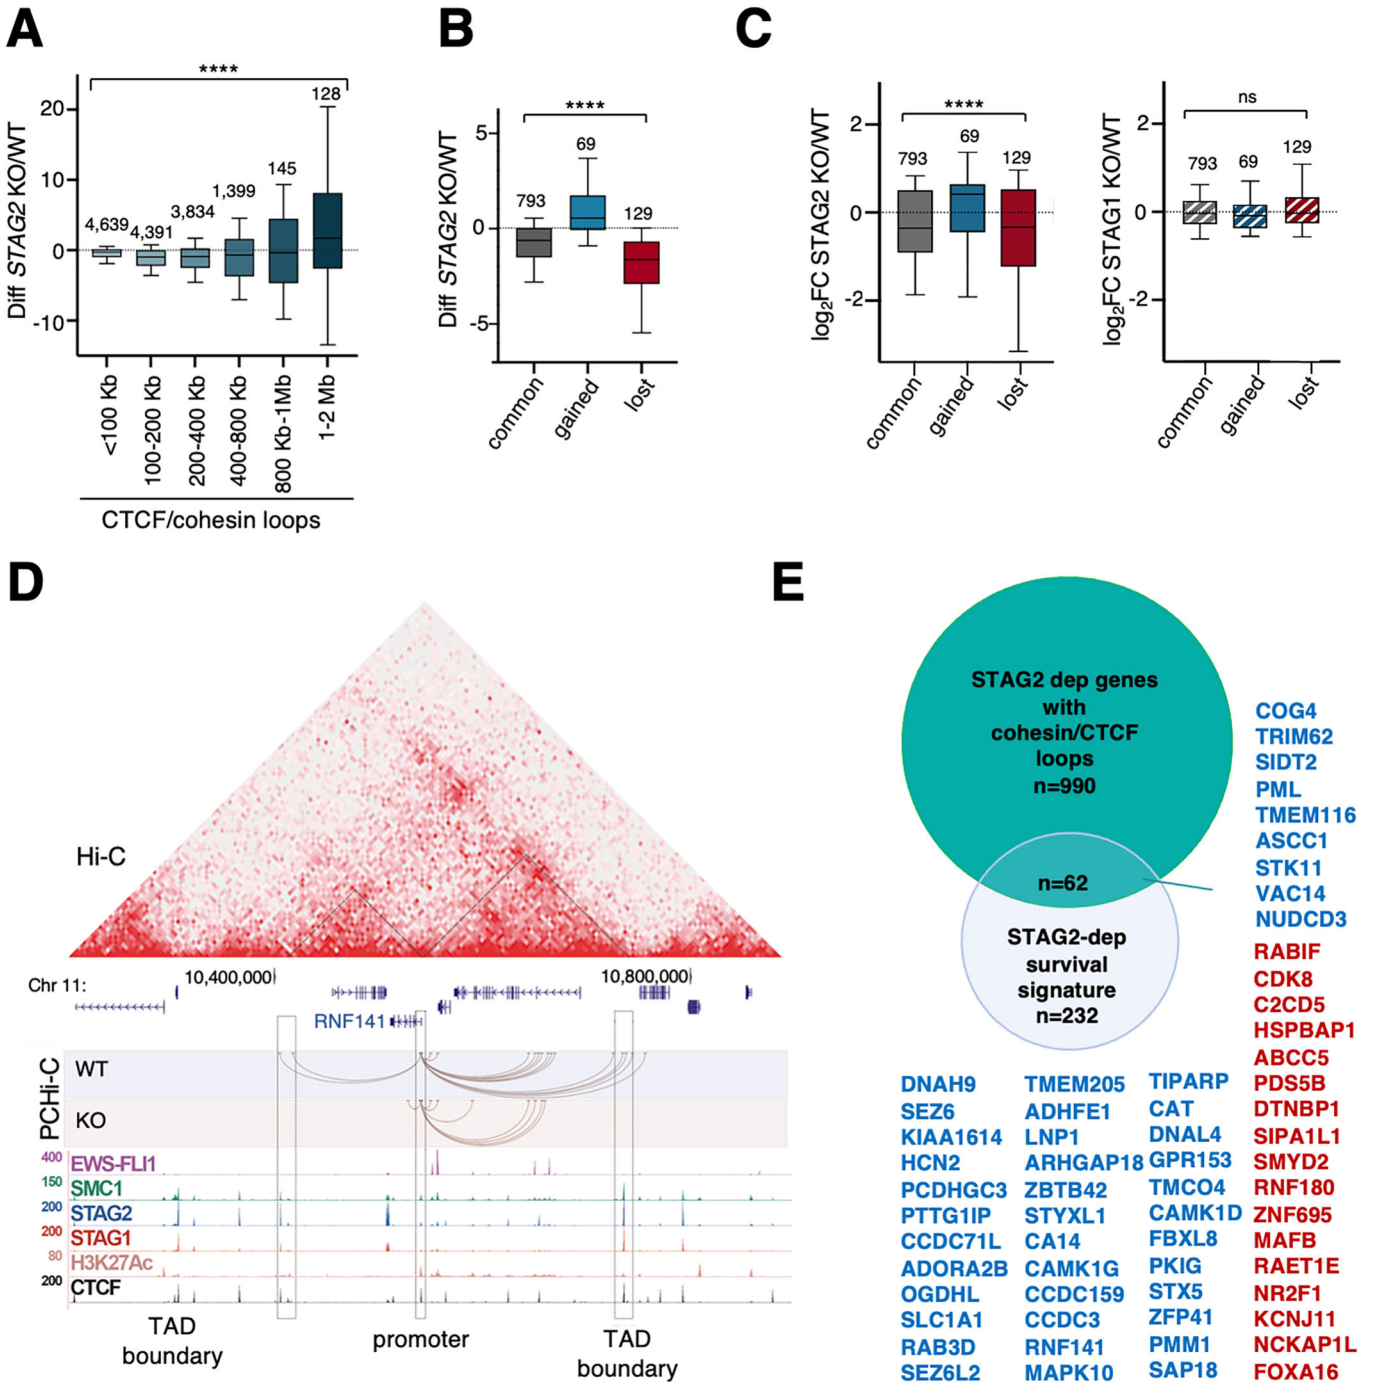 A
****
128
20
145
1,399
10
3,834
4,639
4,391
0
-10
Diff STAG2 KO/WT
<100 Kb
100-200 Kb
200-400 Kb
400-800 Kb
800 Kb-1Mb
1-2 Mb
CTCF/cohesin loops
B
****
5
69
793
129
0
-5
Diff STAG2 KO/WT
common
gained
lost
C
****
2
69
793
129
0
-2
log2FC STAG2 KO/WT
common
gained
lost
ns
2
129
793
69
0
-2
log2FC STAG1 KO/WT
common
gained
lost
D
Hi-C
Chr 11:
10,400,000
10,800,000
RNF141
PCHi-C
WT
KO
400
EWS-FLI1
150
SMC1
200
STAG2
200
STAG1
80
H3K27Ac
200
CTCF
TAD
boundary
promoter
TAD
boundary
E
STAG2 dep genes
with
cohesin/CTCF
loops
n=990
n=62
STAG2-dep
survival
signature
n=232
COG4
TRIM62
SIDT2
PML
TMEM116
ASCC1
STK11
VAC14
NUDCD3
RABIF
CDK8
C2CD5
HSPBAP1
ABCC5
PDS5B
DTNBP1
SIPA1L1
SMYD2
RNF180
ZNF695
MAFB
RAET1E
NR2F1
KCNJ11
NCKAP1L
FOXA16
DNAH9
SEZ6
KIAA1614
HCN2
PCDHGC3
PTTG1IP
CCDC71L
ADORA2B
OGDHL
SLC1A1
RAB3D
SEZ6L2
TMEM205
ADHFE1
LNP1
ARHGAP18
ZBTB42
STYXL1
CA14
CAMK1G
CCDC159
CCDC3
RNF141
MAPK10
TIPARP
CAT
DNAL4
GPR153
TMCO4
CAMK1D
FBXL8
PKIG
STX5
ZFP41
PMM1
SAP18